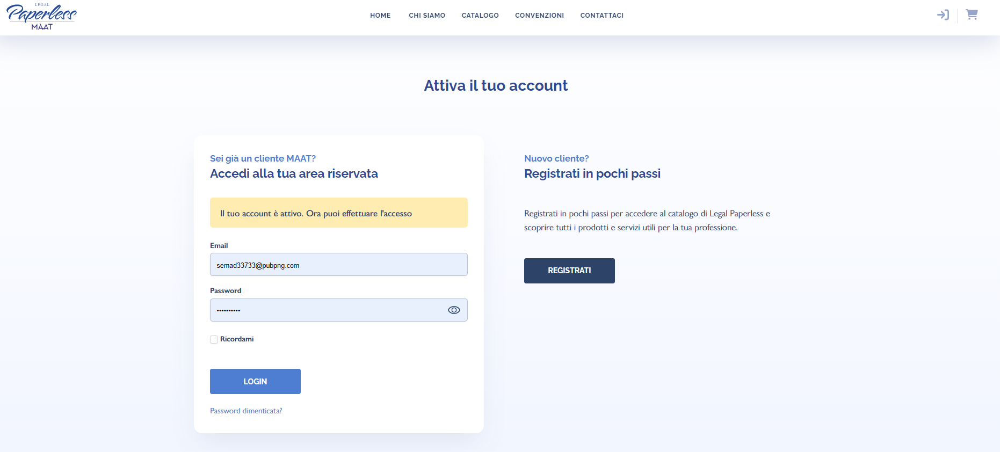 LEGAL
Paperless
MAAT
HOME CHI SIAMO CATALOGO CONVENZIONI CONTATTACI
Attiva il tuo account
Sei già un cliente MAAT?
Accedi alla tua area riservata
Il tuo account è attivo. Ora puoi effettuare l'accesso
Email
semad33733@pubpng.com
Password
••••••••••
Ricordami
LOGIN
Password dimenticata?
Nuovo cliente?
Registrati in pochi passi
Registrati in pochi passi per accedere al catalogo di Legal Paperless e
scoprire tutti i prodotti e servizi utili per la tua professione.
REGISTRATI